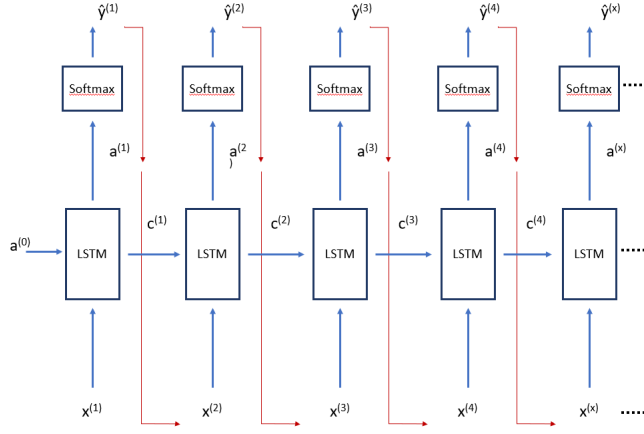 ŷ(1) ŷ(2) ŷ(3) ŷ(4) ŷ(x)
Softmax Softmax Softmax Softmax Softmax .....
a(1) a(2) a(3) a(4) a(x)
c(1) c(2) c(3) c(4)
a(0)
LSTM LSTM LSTM LSTM LSTM .....
x(1) x(2) x(3) x(4) x(x) .....